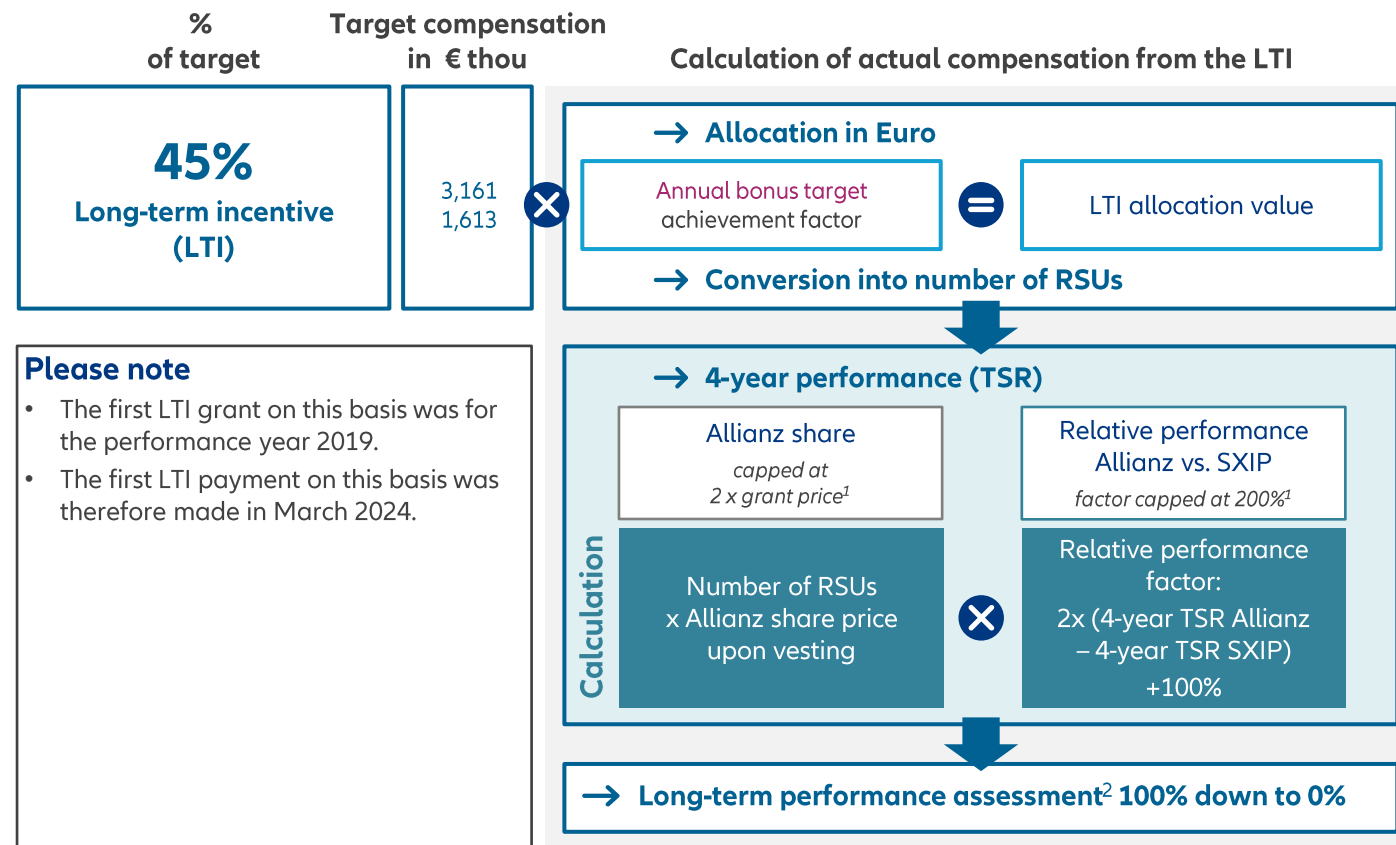 %
of target
Target compensation
in € thou
Calculation of actual compensation from the LTI
45%
Long-term incentive
(LTI)
3,161
1,613
→ Allocation in Euro
Annual bonus target
achievement factor
=
LTI allocation value
→ Conversion into number of RSUs
Please note
• The first LTI grant on this basis was for
the performance year 2019.
• The first LTI payment on this basis was
therefore made in March 2024.
→ 4-year performance (TSR)
Allianz share
capped at
2 x grant price¹
Relative performance
Allianz vs. SXIP
factor capped at 200%¹
Calculation
Number of RSUs
x Allianz share price
upon vesting
Relative performance
factor:
2x (4-year TSR Allianz
– 4-year TSR SXIP)
+100%
→ Long-term performance assessment² 100% down to 0%